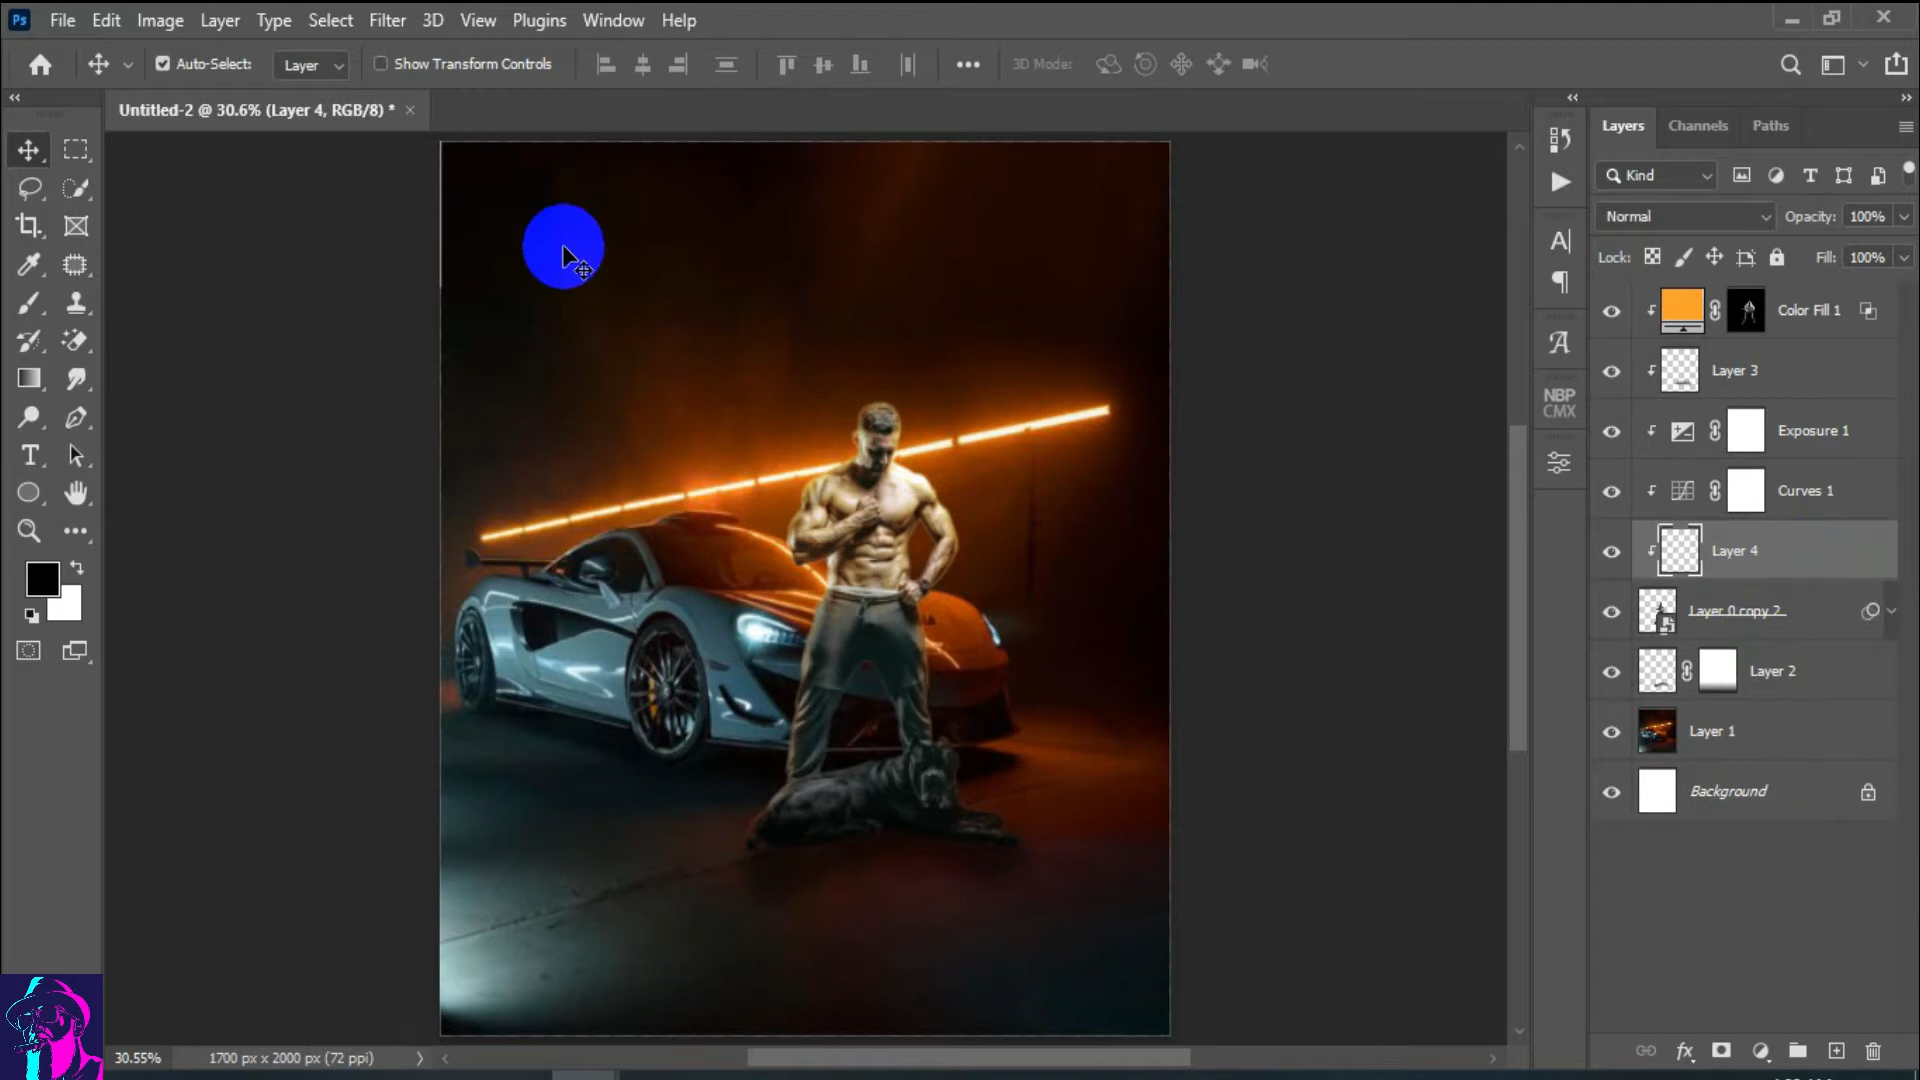 Ps File Edit Image Layer Type Select Filter 3D View Plugins Window Help
Auto-Select: Layer Show Transform Controls 3D Mode:
Untitled-2 @ 30.6% (Layer 4, RGB/8) *
Layers Channels Paths
Kind
Normal Opacity: 100%
Lock: Fill: 100%
Color Fill 1
Layer 3
NBP
CMX
Exposure 1
Curves 1
Layer 4
Layer 0 copy 2
Layer 2
Layer 1
Background
30.55% 1700 px x 2000 px (72 ppi)